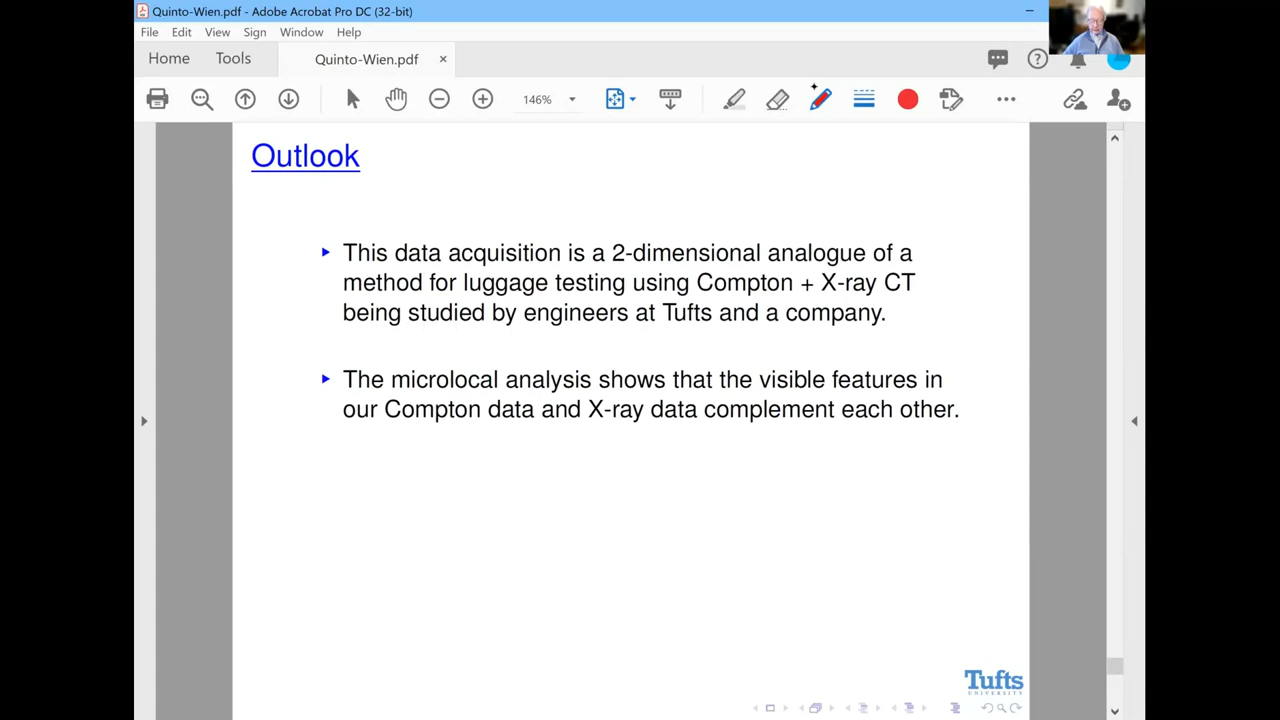 Quinto-Wien.pdf - Adobe Acrobat Pro DC (32-bit)
File Edit View Sign Window Help
Home Tools Quinto-Wien.pdf ×
146%
Outlook
This data acquisition is a 2-dimensional analogue of a
method for luggage testing using Compton + X-ray CT
being studied by engineers at Tufts and a company.
The microlocal analysis shows that the visible features in
our Compton data and X-ray data complement each other.
Tufts
UNIVERSITY